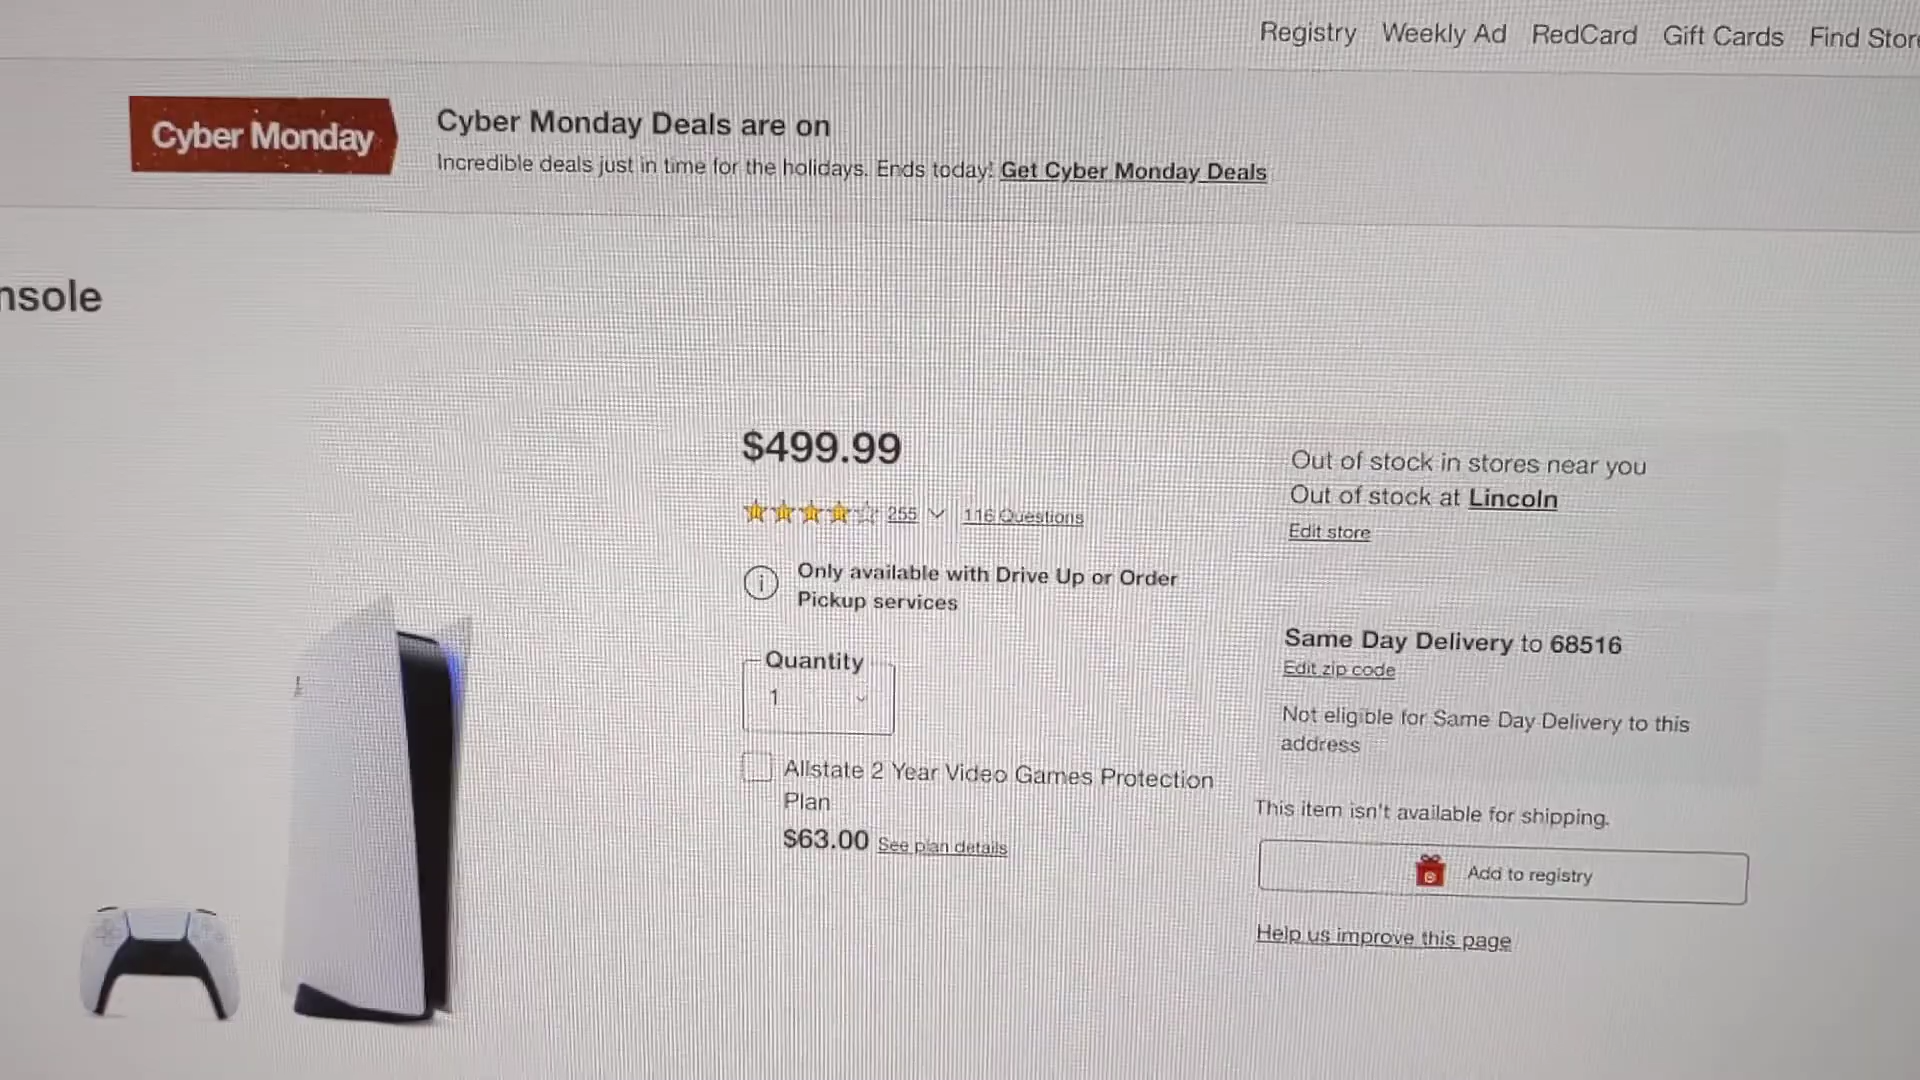 Registry Weekly Ad RedCard Gift Cards Find Stor
Cyber Monday
Cyber Monday Deals are on
Incredible deals just in time for the holidays. Ends today! Get Cyber Monday Deals
nsole
$499.99
255 116 Questions
Only available with Drive Up or Order
Pickup services
Quantity
1
Allstate 2 Year Video Games Protection
Plan
$63.00 See plan details
Out of stock in stores near you
Out of stock at Lincoln
Edit store
Same Day Delivery to 68516
Edit zip code
Not eligible for Same Day Delivery to this
address
This item isn't available for shipping.
Add to registry
Help us improve this page